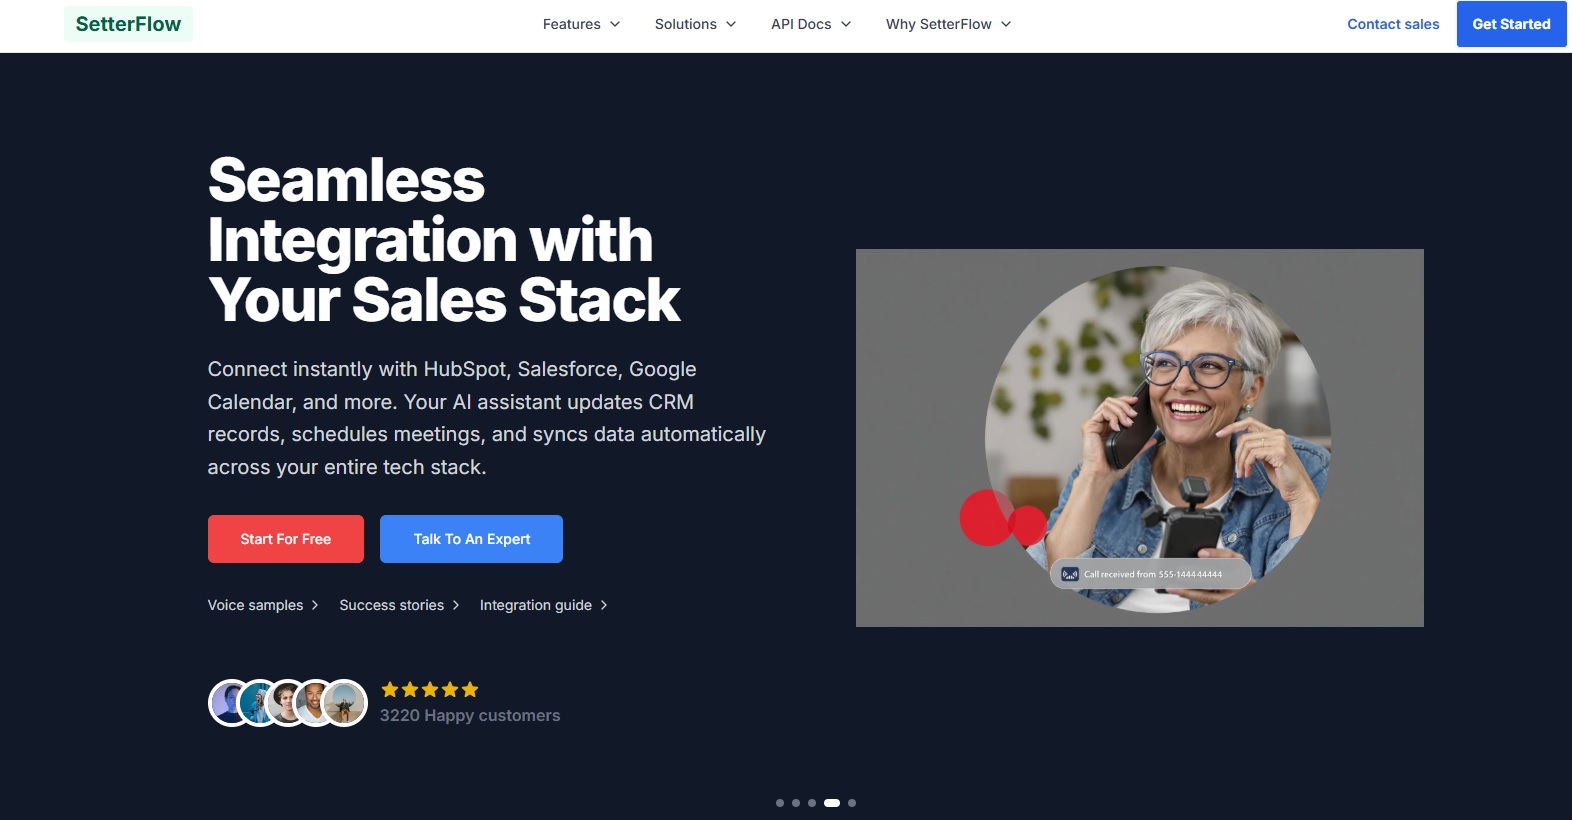 SetterFlow
Features
Solutions
API Docs
Why SetterFlow
Contact sales
Get Started
Seamless
Integration with
Your Sales Stack
Connect instantly with HubSpot, Salesforce, Google
Calendar, and more. Your AI assistant updates CRM
records, schedules meetings, and syncs data automatically
across your entire tech stack.
Start For Free
Talk To An Expert
Voice samples
Success stories
Integration guide
3220 Happy customers
Call received from 555-144444444